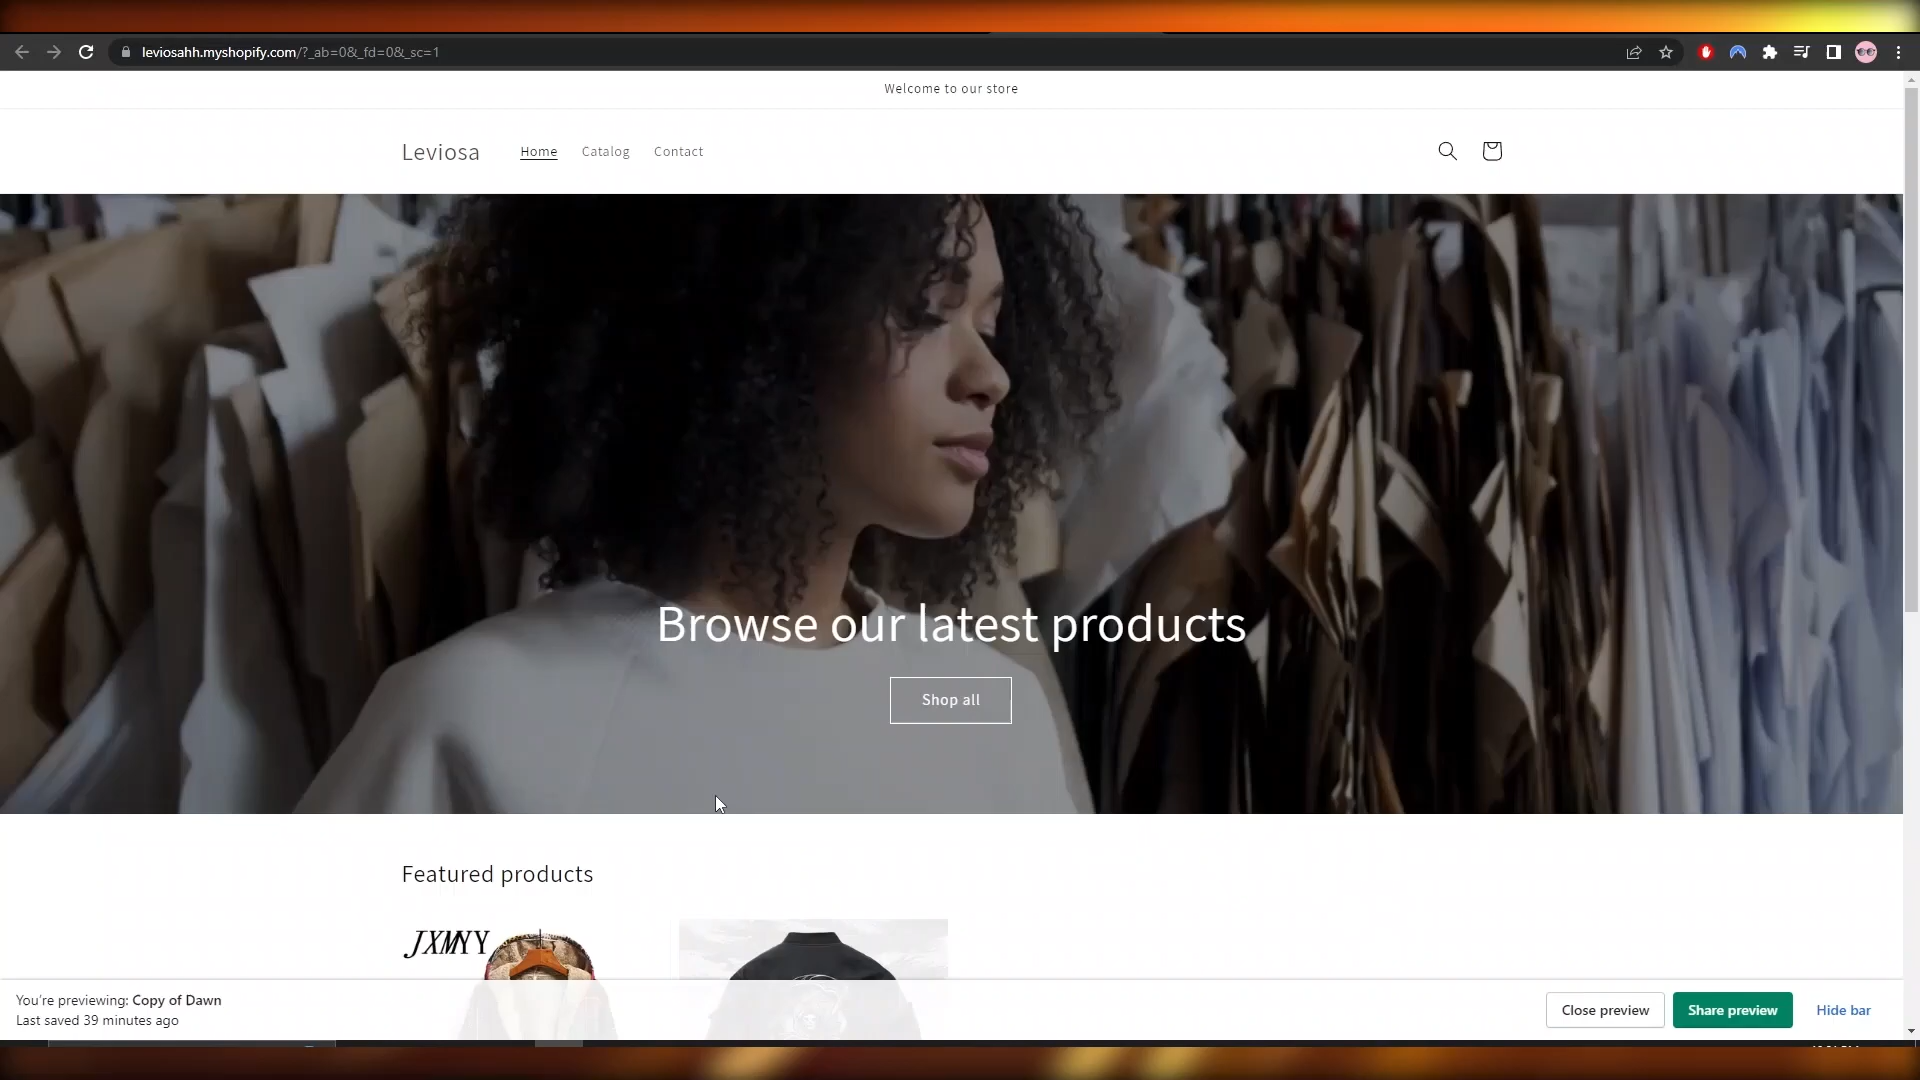 leviosahh.myshopify.com/?_ab=0&_fd=0&_sc=1
Welcome to our store
Leviosa Home Catalog Contact
Browse our latest products
Shop all
Featured products
JXMYY
You're previewing: Copy of Dawn
Last saved 39 minutes ago
Close preview Share preview Hide bar